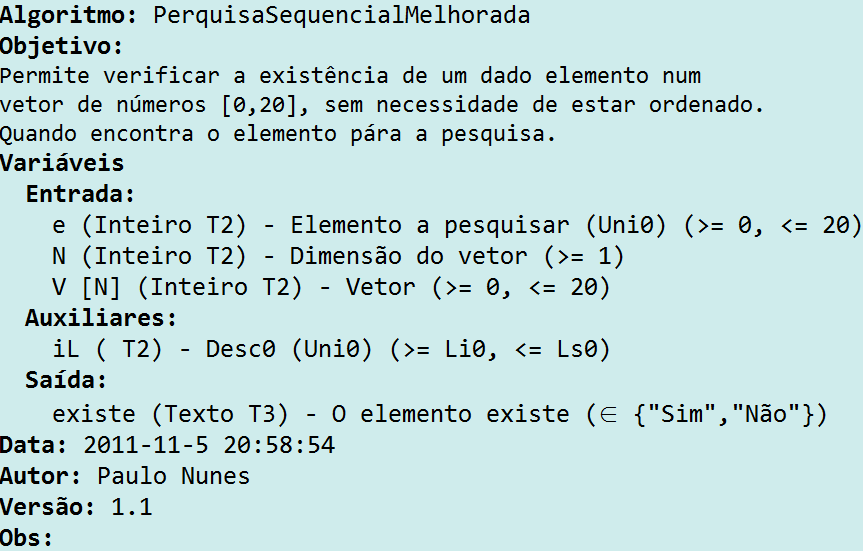 Algoritmo: PerquisaSequencialMelhorada
Objetivo:
Permite verificar a existência de um dado elemento num
vetor de números [0,20], sem necessidade de estar ordenado.
Quando encontra o elemento pára a pesquisa.
Variáveis
Entrada:
e (Inteiro T2) - Elemento a pesquisar (Uni0) (>= 0, <= 20)
N (Inteiro T2) - Dimensão do vetor (>= 1)
V [N] (Inteiro T2) - Vetor (>= 0, <= 20)
Auxiliares:
iL ( T2) - Desc0 (Uni0) (>= Li0, <= Ls0)
Saída:
existe (Texto T3) - O elemento existe (∈ {"Sim","Não"})
Data: 2011-11-5 20:58:54
Autor: Paulo Nunes
Versão: 1.1
Obs: